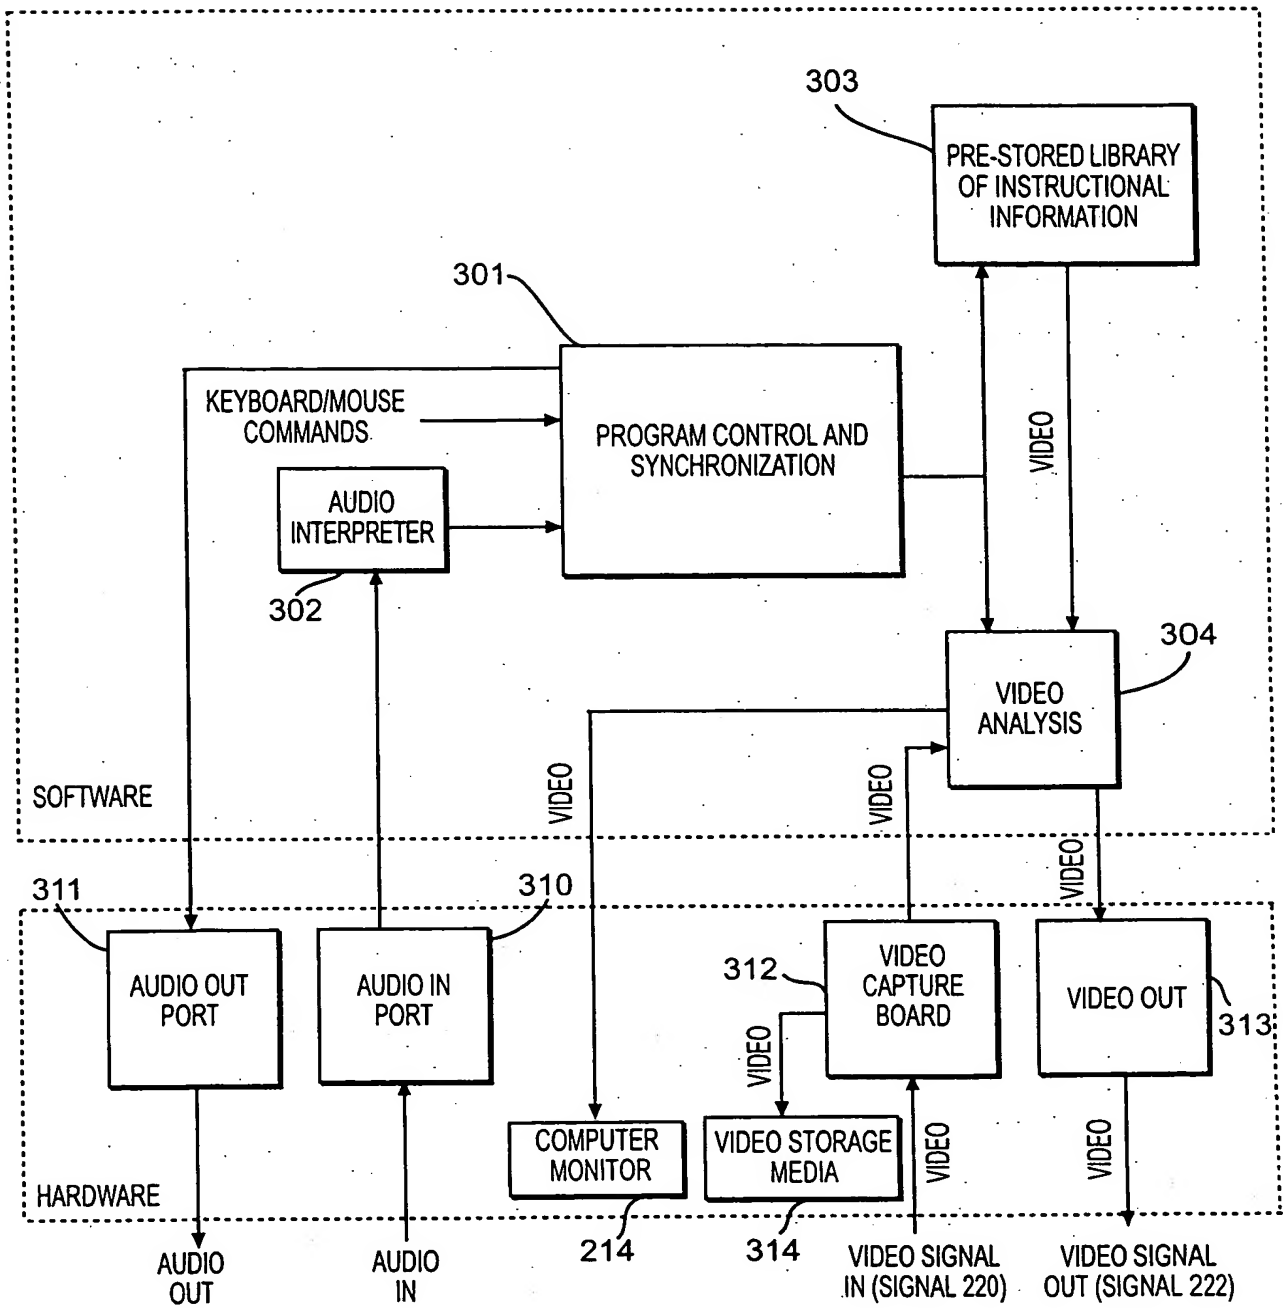 303
PRE-STORED LIBRARY
OF INSTRUCTIONAL
INFORMATION
301
KEYBOARD/MOUSE
COMMANDS
PROGRAM CONTROL AND
SYNCHRONIZATION
VIDEO
AUDIO
INTERPRETER
302
304
VIDEO
ANALYSIS
SOFTWARE
VIDEO
VIDEO
VIDEO
311
310
AUDIO OUT
PORT
AUDIO IN
PORT
312
VIDEO
CAPTURE
BOARD
VIDEO OUT
313
VIDEO
COMPUTER
MONITOR
VIDEO STORAGE
MEDIA
VIDEO
VIDEO
HARDWARE
214
314
AUDIO
OUT
AUDIO
IN
VIDEO SIGNAL
IN (SIGNAL 220)
VIDEO SIGNAL
OUT (SIGNAL 222)